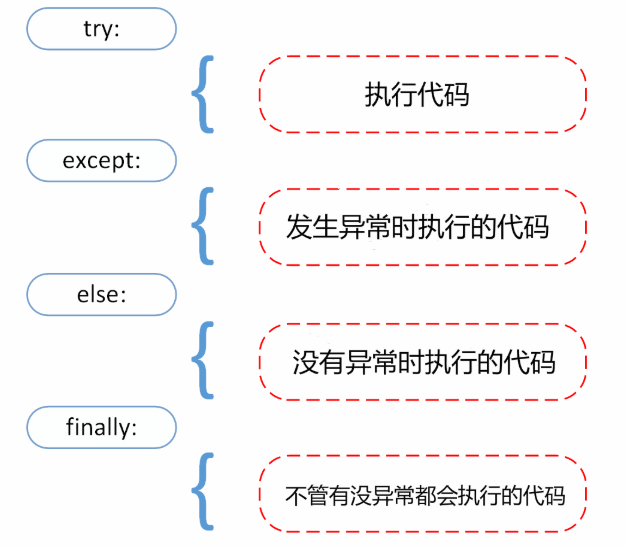 try:
执行代码
except:
发生异常时执行的代码
else:
没有异常时执行的代码
finally:
不管有没异常都会执行的代码